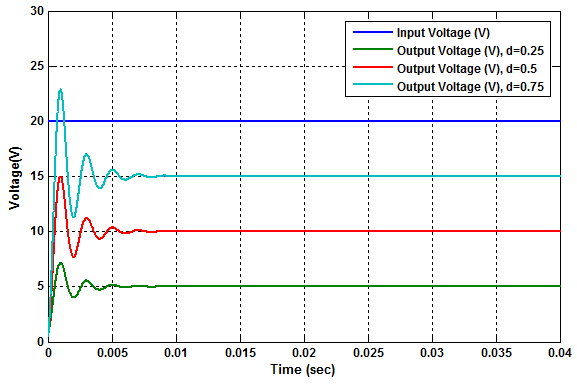 30
25
20
15
10
5
0
Voltage(V)
Input Voltage (V)
Output Voltage (V), d=0.25
Output Voltage (V), d=0.5
Output Voltage (V), d=0.75
0 0.005 0.01 0.015 0.02 0.025 0.03 0.035 0.04
Time (sec)